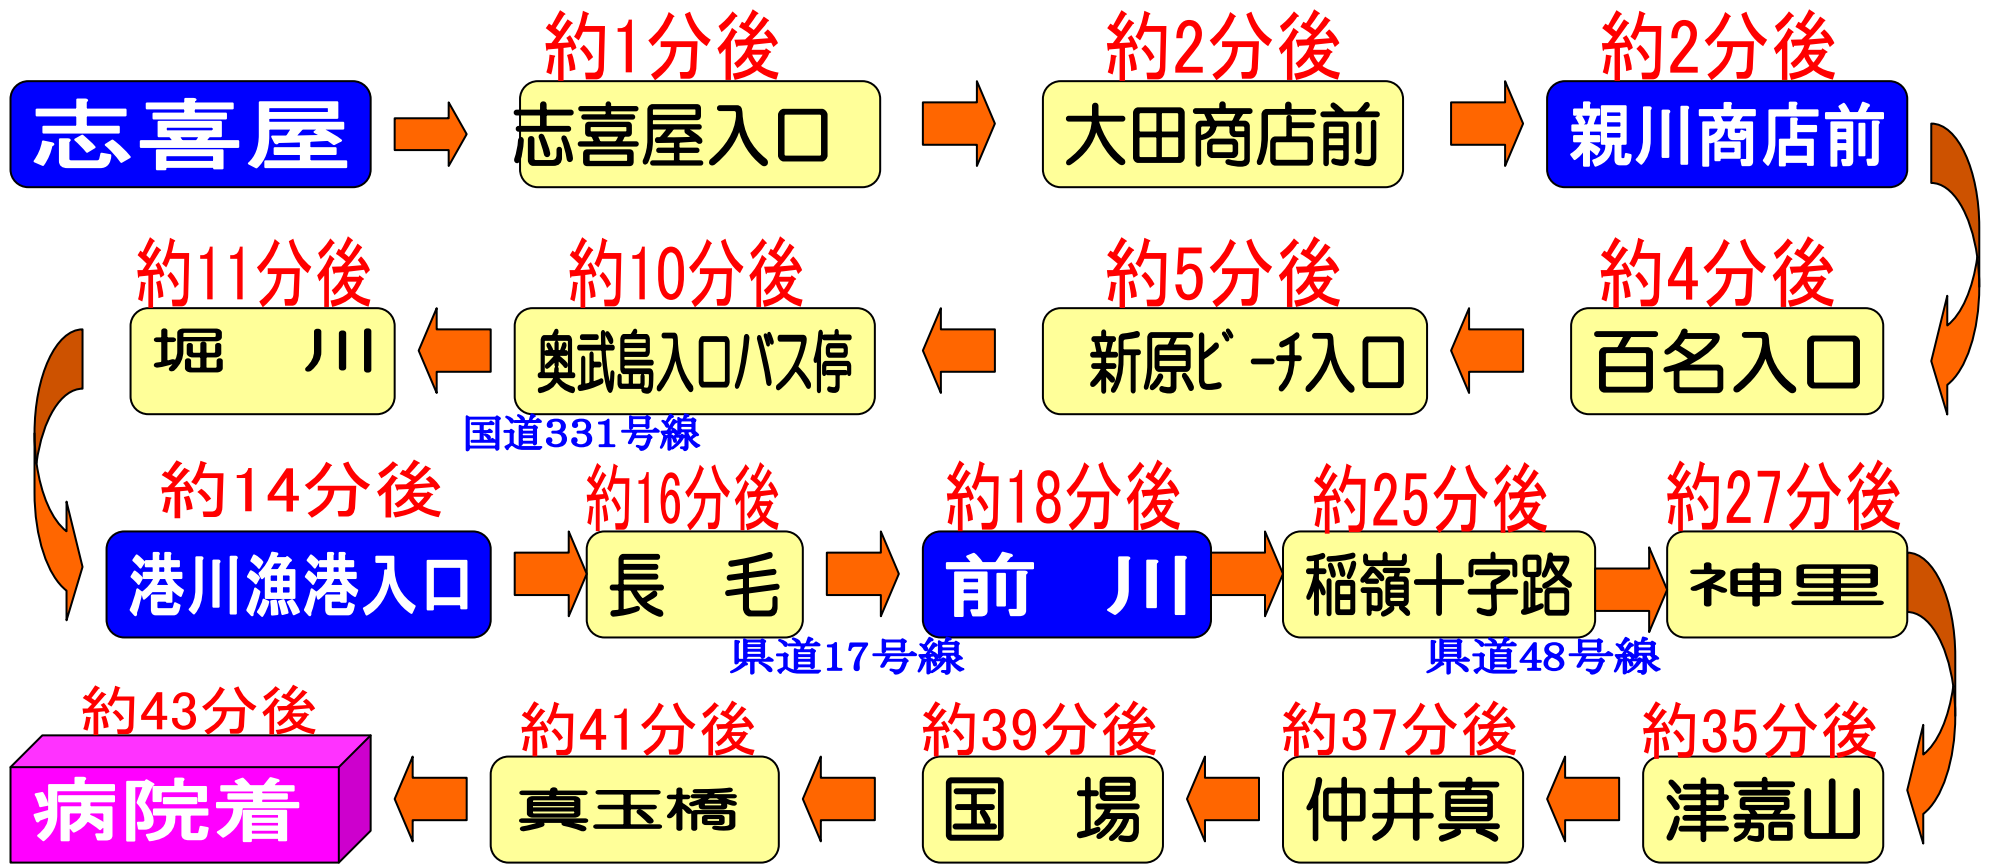 約1分後
約2分後
約2分後
志喜屋
志喜屋入口
大田商店前
親川商店前
約4分後
約5分後
約10分後
約11分後
百名入口
新原ビーチ入口
奥武島入口バス停
堀 川
国道331号線
約14分後
約16分後
約18分後
約25分後
約27分後
港川漁港入口
長 毛
前 川
稲嶺十字路
神里
県道17号線
県道48号線
約35分後
約37分後
約39分後
約41分後
約43分後
津嘉山
仲井真
国 場
真玉橋
病院着